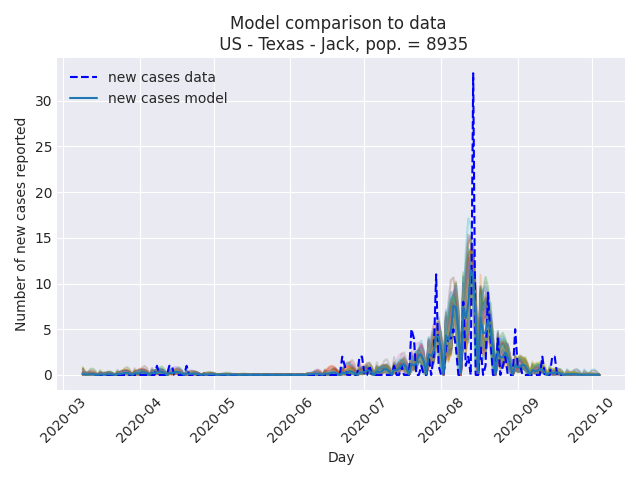 Model comparison to data
US - Texas - Jack, pop. = 8935
new cases data
new cases model
Number of new cases reported
30
25
20
15
10
5
0
2020-03
2020-04
2020-05
2020-06
2020-07
2020-08
2020-09
2020-10
Day